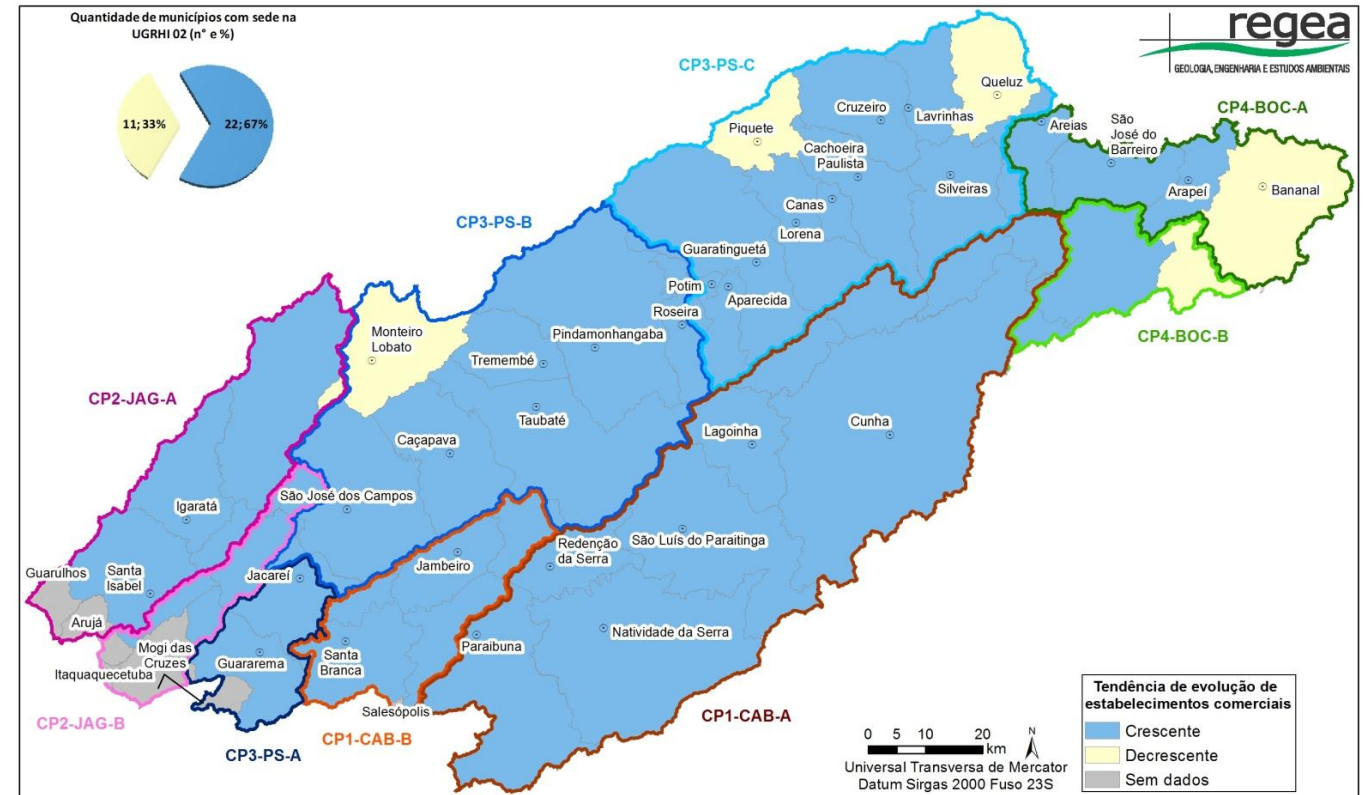 Quantidade de municípios com sede na
UGRHI 02 (n° e %)
11; 33%
22; 67%
regea
GEOLOGIA, ENGENHARIA E ESTUDOS AMBIENTAIS
CP3-PS-C
Queluz
Cruzeiro
Lavrinhas
Piquete
CP4-BOC-A
Areias
São
José do
Barreiro
Cachoeira
Paulista
Silveiras
Arapeí
Bananal
Canas
Lorena
CP3-PS-B
Guaratinguetá
Potim
Aparecida
Roseira
CP4-BOC-B
Monteiro
Lobato
Pindamonhangaba
Tremembé
CP2-JAG-A
Taubaté
Caçapava
Lagoinha
Cunha
São José dos Campos
Igaratá
São Luís do Paraitinga
Redenção
da Serra
Jambeiro
Guarulhos
Santa
Isabel
Jacareí
Arujá
Natividade da Serra
Paraibuna
Mogi das
Cruzes
Itaquaquecetuba
Guararema
Santa
Branca
Salesópolis
CP2-JAG-B
CP3-PS-A
CP1-CAB-B
CP1-CAB-A
0 5 10 20
km
N
Universal Transversa de Mercator
Datum Sirgas 2000 Fuso 23S
Tendência de evolução de
estabelecimentos comerciais
Crescente
Decrescente
Sem dados